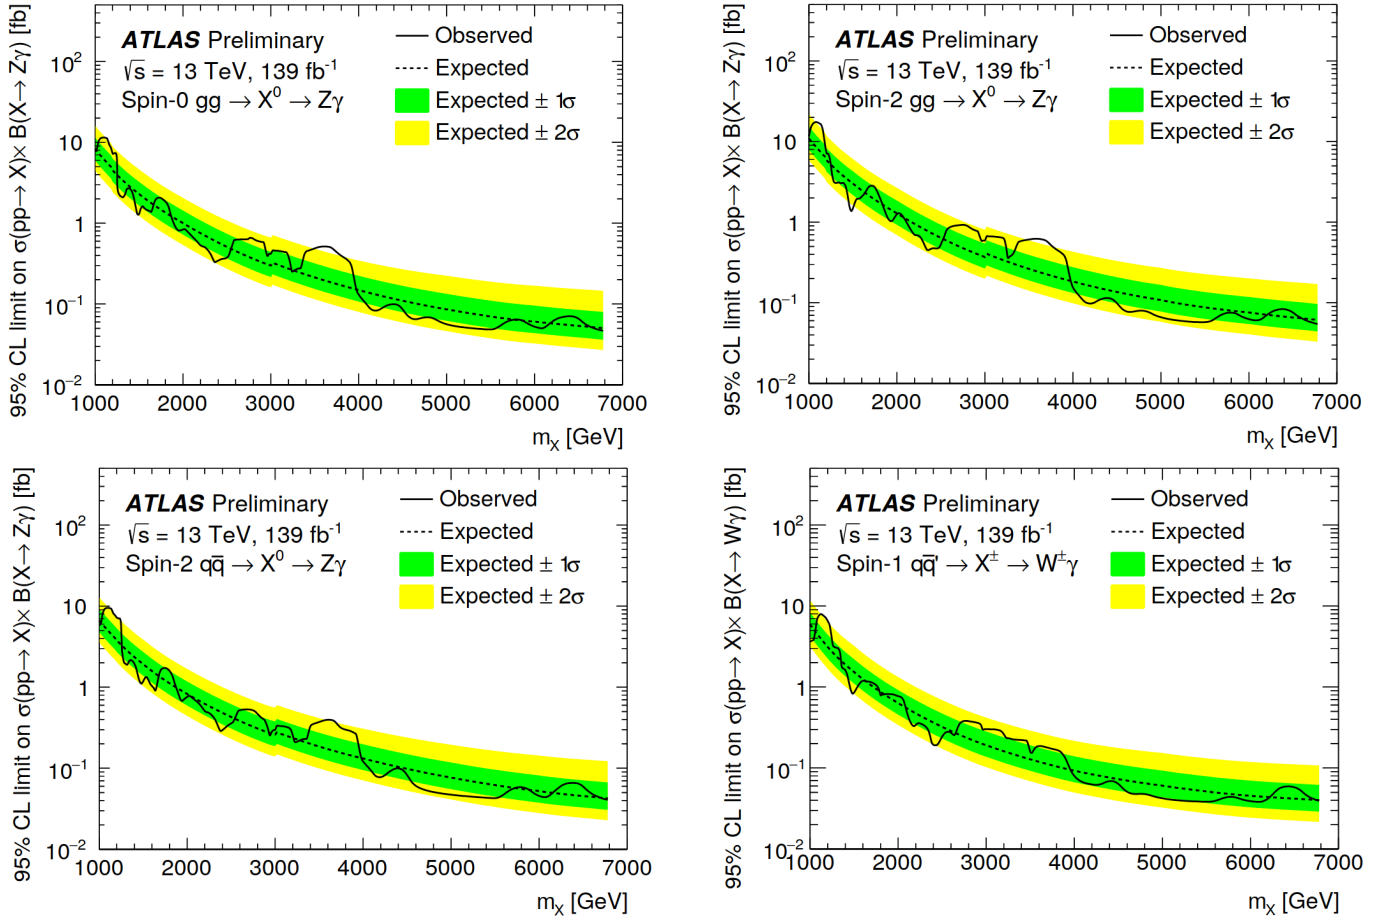 95% CL limit on σ(pp→ X)× B(X→ Zγ) [fb]
ATLAS Preliminary
√s = 13 TeV, 139 fb⁻¹
Spin-0 gg → X⁰ → Zγ
Observed
Expected
Expected ± 1σ
Expected ± 2σ
10²
10
1
10⁻¹
10⁻²
1000 2000 3000 4000 5000 6000 7000
m_X [GeV]
95% CL limit on σ(pp→ X)× B(X→ Zγ) [fb]
ATLAS Preliminary
√s = 13 TeV, 139 fb⁻¹
Spin-2 gg → X⁰ → Zγ
Observed
Expected
Expected ± 1σ
Expected ± 2σ
10²
10
1
10⁻¹
10⁻²
1000 2000 3000 4000 5000 6000 7000
m_X [GeV]
95% CL limit on σ(pp→ X)× B(X→ Zγ) [fb]
ATLAS Preliminary
√s = 13 TeV, 139 fb⁻¹
Spin-2 qq̅ → X⁰ → Zγ
Observed
Expected
Expected ± 1σ
Expected ± 2σ
10²
10
1
10⁻¹
10⁻²
1000 2000 3000 4000 5000 6000 7000
m_X [GeV]
95% CL limit on σ(pp→ X)× B(X→ Wγ) [fb]
ATLAS Preliminary
√s = 13 TeV, 139 fb⁻¹
Spin-1 qq̅' → X± → W±γ
Observed
Expected
Expected ± 1σ
Expected ± 2σ
10²
10
1
10⁻¹
10⁻²
1000 2000 3000 4000 5000 6000 7000
m_X [GeV]